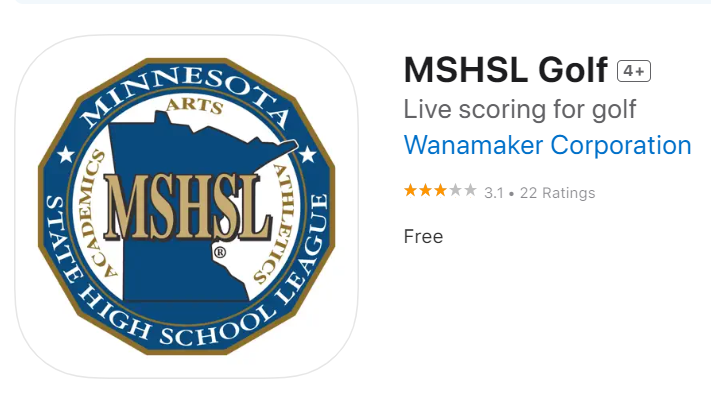 MINNESOTA
ARTS
ACADEMICS
ATHLETICS
MSHSL
®
STATE HIGH SCHOOL LEAGUE
MSHSL Golf 4+
Live scoring for golf
Wanamaker Corporation
3.1 • 22 Ratings
Free